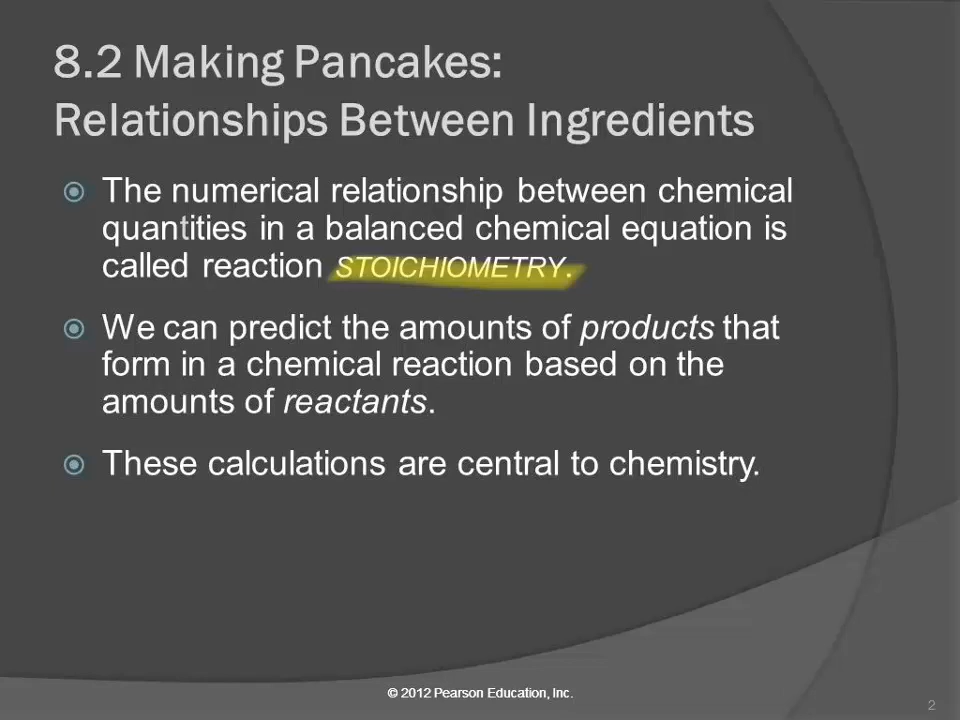 8.2 Making Pancakes:
Relationships Between Ingredients
The numerical relationship between chemical
quantities in a balanced chemical equation is
called reaction STOICHIOMETRY.
We can predict the amounts of products that
form in a chemical reaction based on the
amounts of reactants.
These calculations are central to chemistry.
© 2012 Pearson Education, Inc.
2